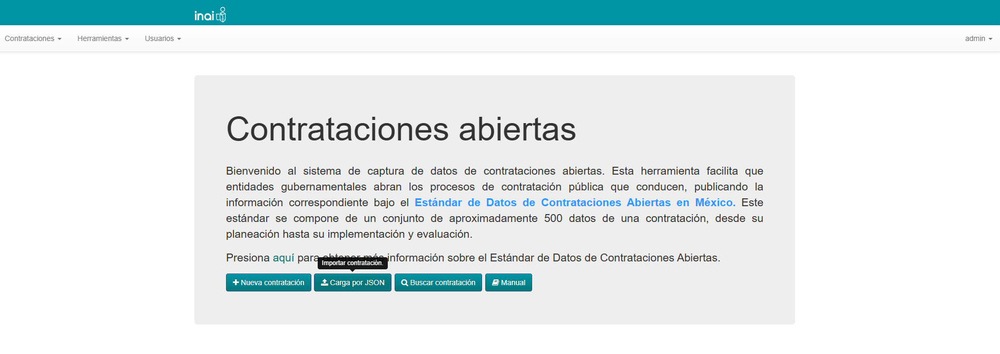 inai
Contrataciones
Herramientas
Usuarios
admin
Contrataciones abiertas
Bienvenido al sistema de captura de datos de contrataciones abiertas. Esta herramienta facilita que
entidades gubernamentales abran los procesos de contratación pública que conducen, publicando la
información correspondiente bajo el Estándar de Datos de Contrataciones Abiertas en México. Este
estándar se compone de un conjunto de aproximadamente 500 datos de una contratación, desde su
planeación hasta su implementación y evaluación.
Presiona aquí para obtener más información sobre el Estándar de Datos de Contrataciones Abiertas.
Importar contratación.
Nueva contratación
Carga por JSON
Buscar contratación
Manual